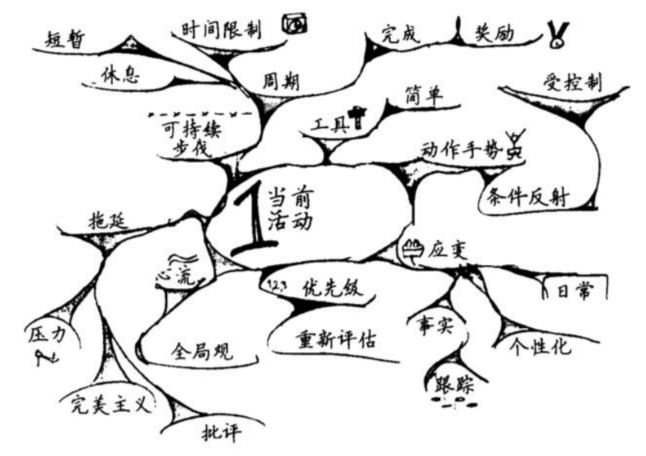 时间限制
短暂
完成
奖励
休息
周期
受控制
简单
可持续
步伐
工具
动作手势
条件反射
1
当前
活动
拖延
应变
心流
123
优先级
日常
压力
事实
全局观
重新评估
个性化
跟踪
完美主义
批评